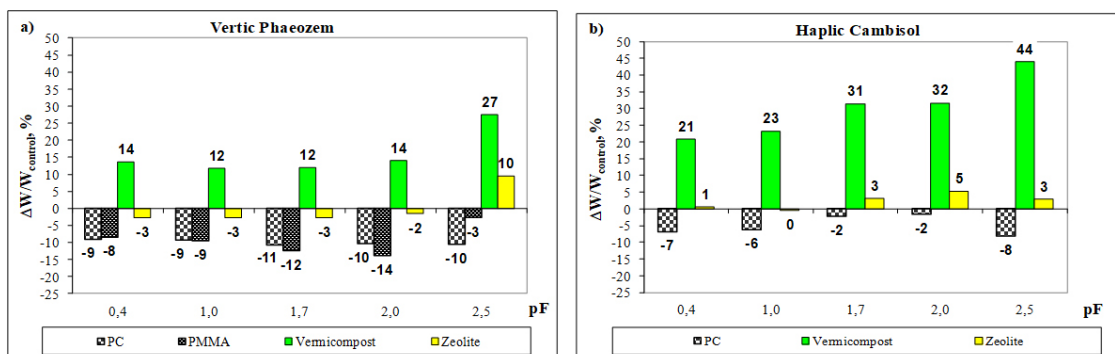 a)
Vertic Phaeozem
ΔW/Wcontrol, %
50
45
40
35
30
25
20
15
10
5
0
-5
-10
-15
-20
-25
14 12 12 14 27
10
-3 -3 -3 -2
-9 -8 -9 -9 -11 -12 -10 -14 -10 -3
0,4 1,0 1,7 2,0 2,5 pF
PC PMMA Vermicompost Zeolite
b)
Haplic Cambisol
ΔW/Wcontrol, %
50
45
40
35
30
25
20
15
10
5
0
-5
-10
-15
-20
-25
21 23 31 32 44
1 0 3 5 3
-7 -6 -2 -2 -8
0,4 1,0 1,7 2,0 2,5 pF
PC Vermicompost Zeolite